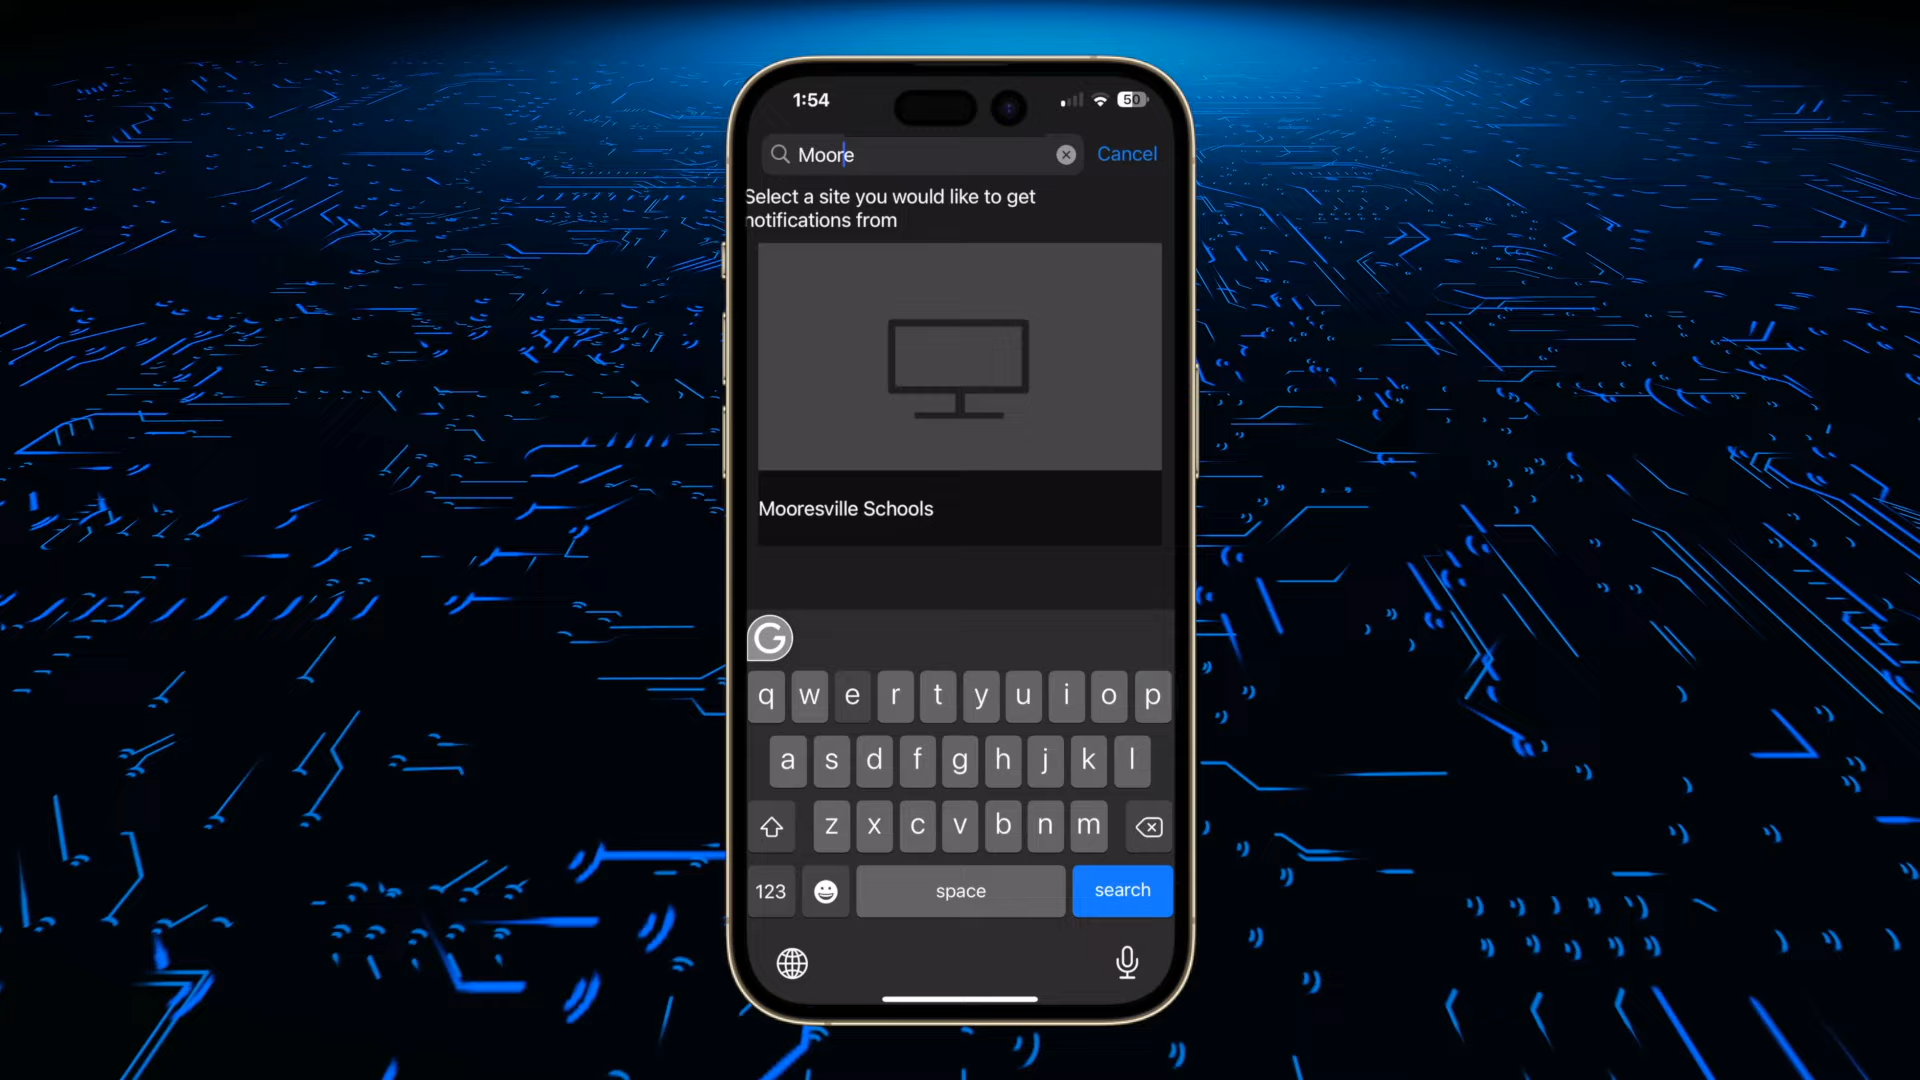 1:54
50
Moore
Cancel
Select a site you would like to get
notifications from
Mooresville Schools
G
q w e r t y u i o p
a s d f g h j k l
z x c v b n m
123
space
search